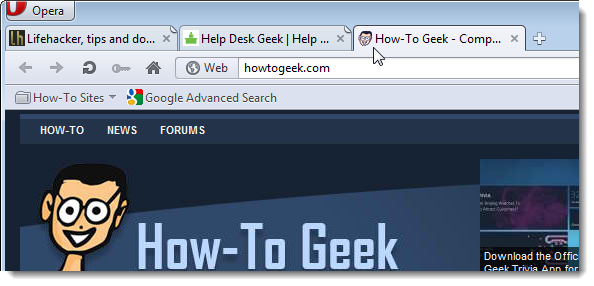 Opera
Lifehacker, tips and do...
Help Desk Geek | Help ...
How-To Geek - Comp...
Web
howtogeek.com
How-To Sites
Google Advanced Search
HOW-TO
NEWS
FORUMS
How-To Geek
Download the Offic
Geek Trivia App for